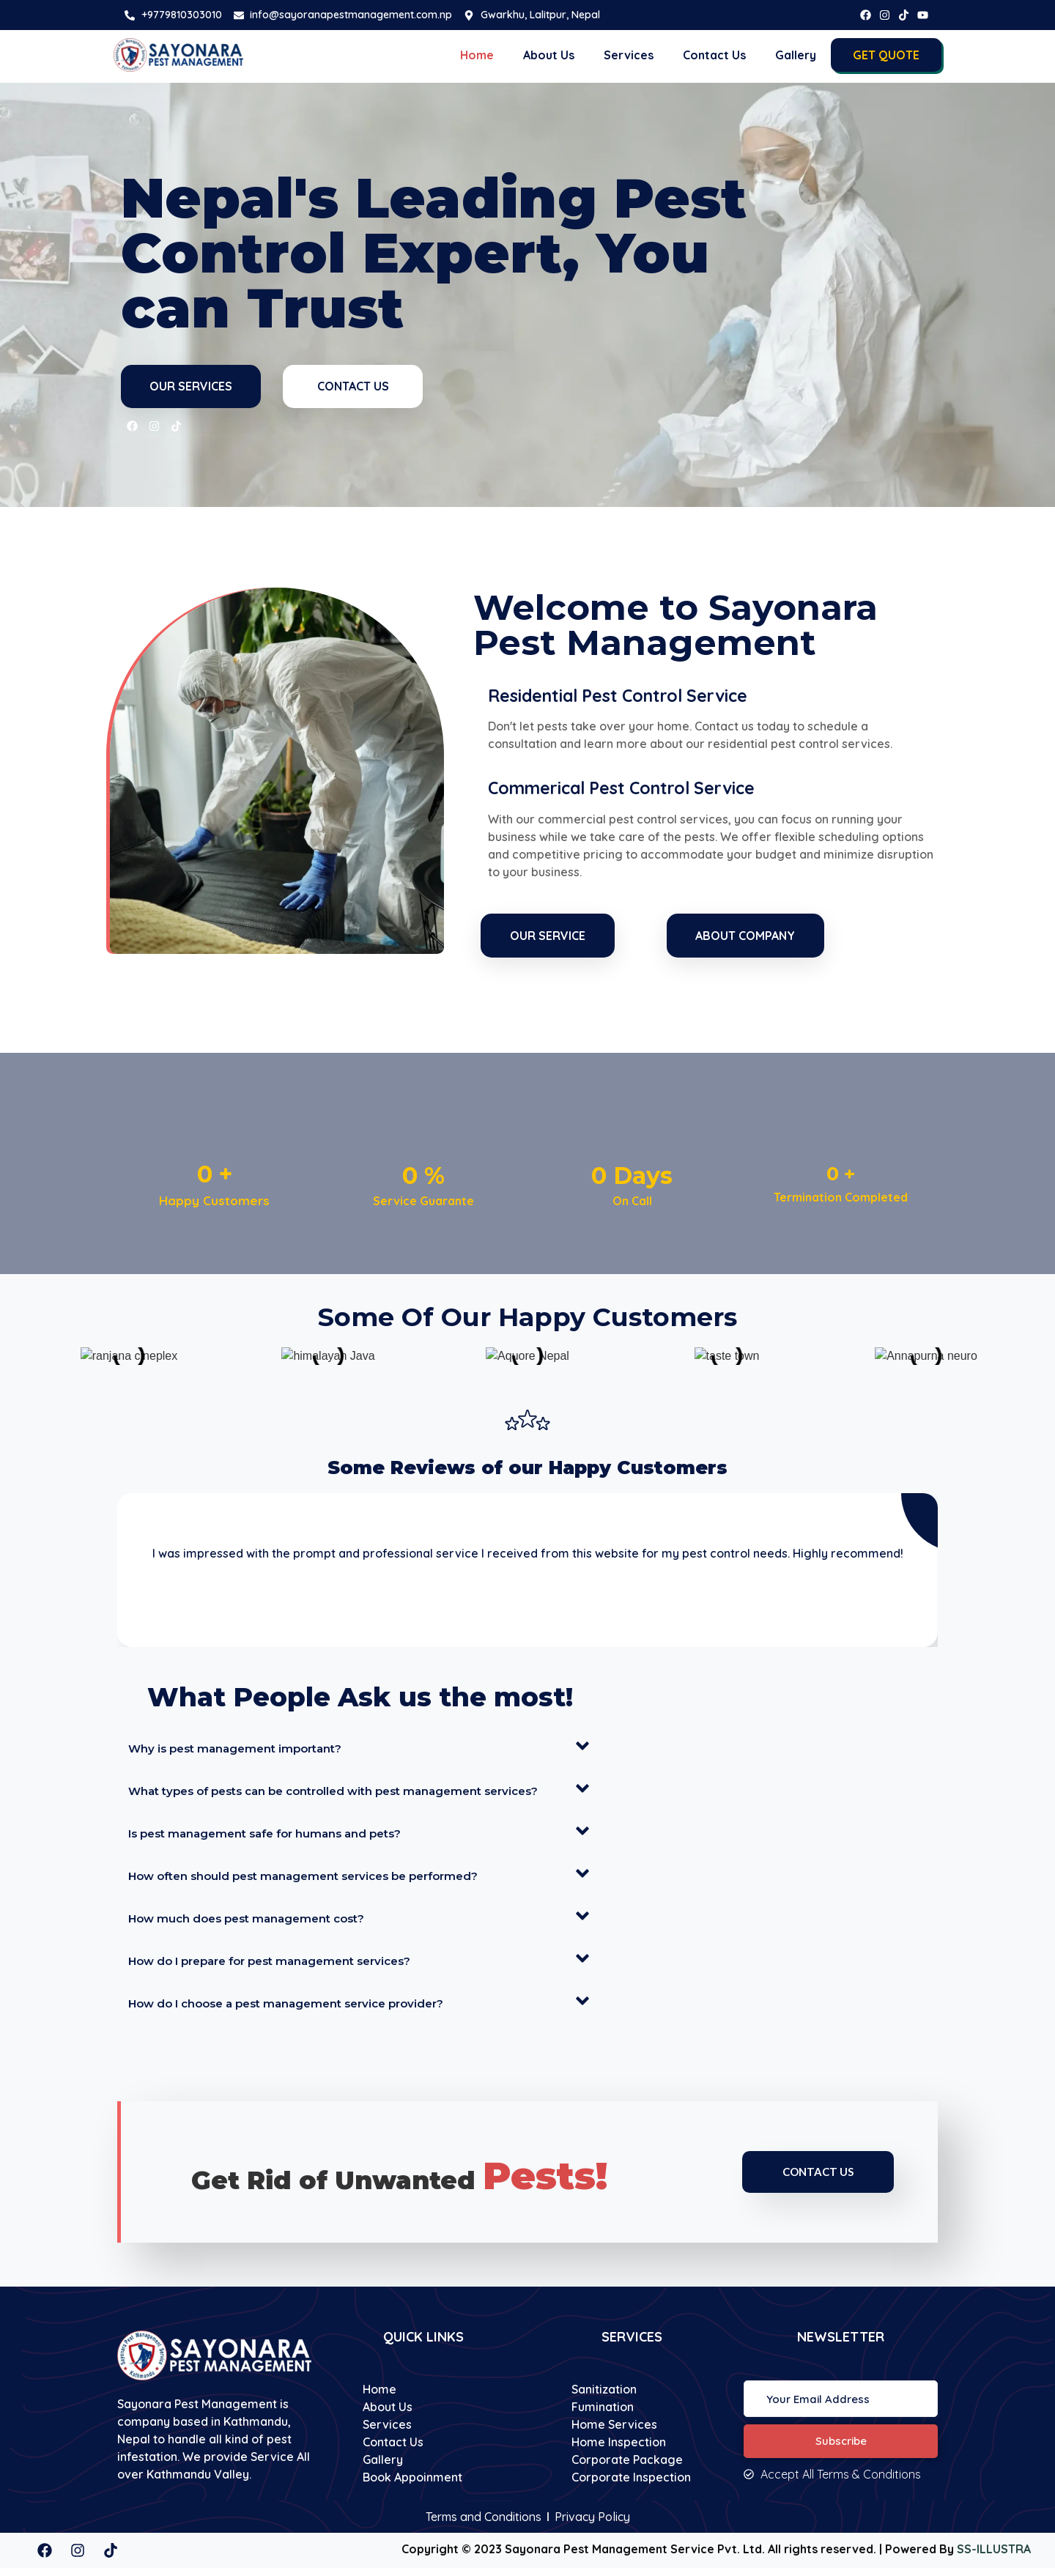 +9779810303010 info@sayoranapestmanagement.com.np Gwarkhu, Lalitpur, Nepal
SAYONARA
PEST MANAGEMENT
Home About Us Services Contact Us Gallery GET QUOTE
Nepal's Leading Pest
Control Expert, You
can Trust
OUR SERVICES CONTACT US
Welcome to Sayonara
Pest Management
Residential Pest Control Service
Don't let pests take over your home. Contact us today to schedule a
consultation and learn more about our residential pest control services.
Commerical Pest Control Service
With our commercial pest control services, you can focus on running your
business while we take care of the pests. We offer flexible scheduling options
and competitive pricing to accommodate your budget and minimize disruption
to your business.
OUR SERVICE ABOUT COMPANY
0 + 0 % 0 Days 0 +
Happy Customers Service Guarante On Call Termination Completed
Some Of Our Happy Customers
ranjana cineplex himalayan Java Aquore Nepal taste town Annapurna neuro
Some Reviews of our Happy Customers
I was impressed with the prompt and professional service I received from this website for my pest control needs. Highly recommend!
What People Ask us the most!
Why is pest management important?
What types of pests can be controlled with pest management services?
Is pest management safe for humans and pets?
How often should pest management services be performed?
How much does pest management cost?
How do I prepare for pest management services?
How do I choose a pest management service provider?
Get Rid of Unwanted Pests!
CONTACT US
SAYONARA
PEST MANAGEMENT
Sayonara Pest Management is
company based in Kathmandu,
Nepal to handle all kind of pest
infestation. We provide Service All
over Kathmandu Valley.
QUICK LINKS
Home
About Us
Services
Contact Us
Gallery
Book Appoinment
SERVICES
Sanitization
Fumination
Home Services
Home Inspection
Corporate Package
Corporate Inspection
NEWSLETTER
Your Email Address
Subscribe
Accept All Terms & Conditions
Terms and Conditions | Privacy Policy
Copyright © 2023 Sayonara Pest Management Service Pvt. Ltd. All rights reserved. | Powered By SS-ILLUSTRA